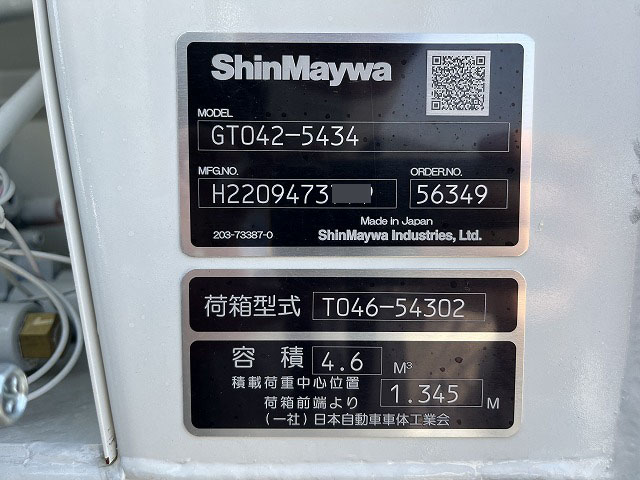 ShinMaywa
MODEL
GT042-5434
MFG.NO. ORDER.NO.
H2209473 56349
Made in Japan
203-73387-0 ShinMaywa Industries, Ltd.
荷箱型式 T046-54302
容積 4.6 M³
積載荷重中心位置
荷箱前端より 1.345 M
(一社)日本自動車車体工業会